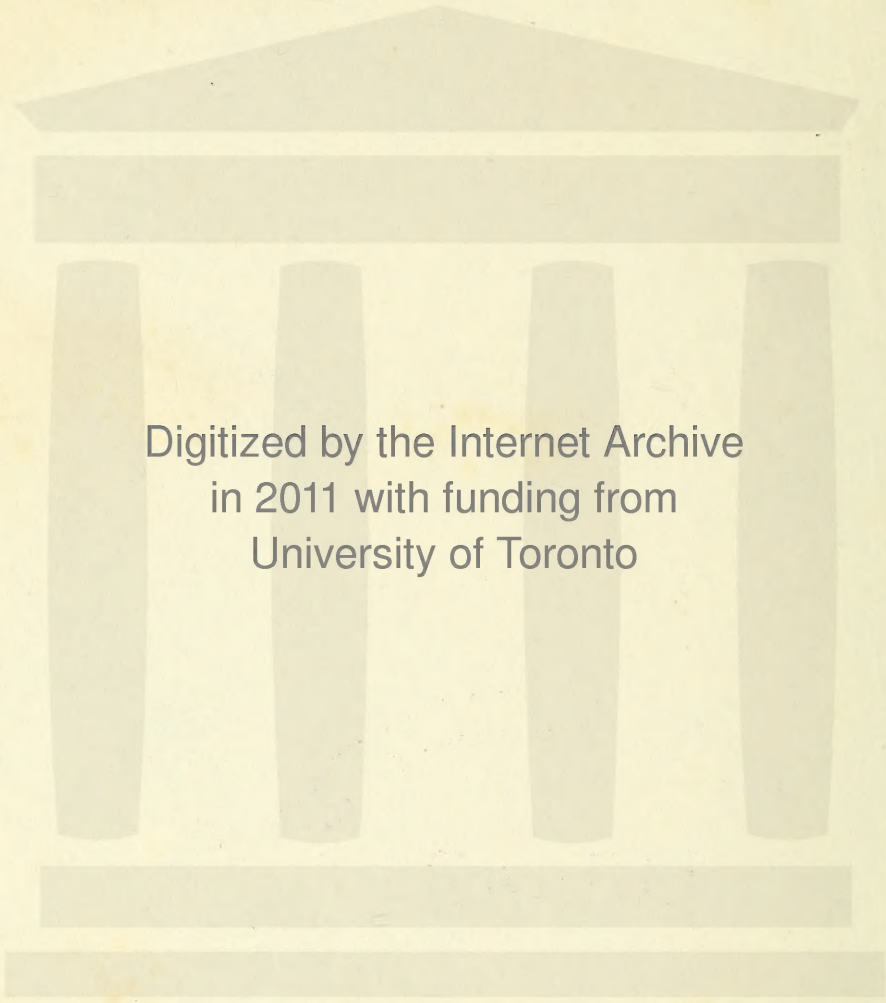 Digitized by the Internet Archive
in 2011 with funding from
University of Toronto